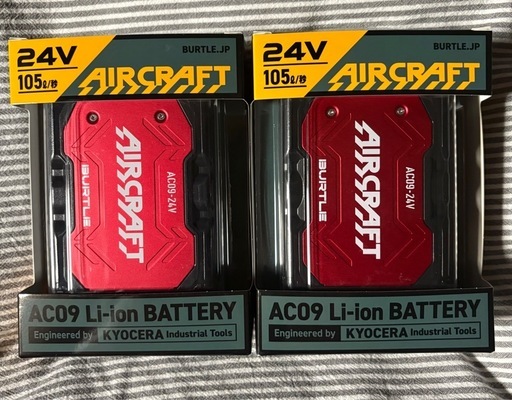 24V
BURTLE.JP
105ℓ/秒
AIRCRAFT
AIRCRAFT
BURTLE
AC09-24V
AC09 Li-ion BATTERY
Engineered by KYOCERA Industrial Tools
24V
BURTLE.JP
105ℓ/秒
AIRCRAFT
AIRCRAFT
BURTLE
AC09-24V
AC09 Li-ion BATTERY
Engineered by KYOCERA Industrial Tools